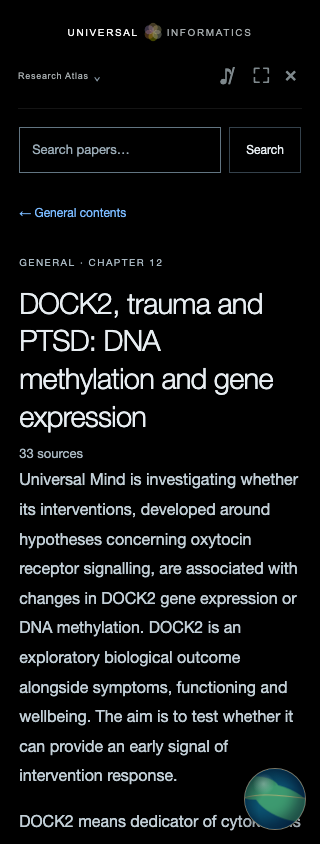 UNIVERSAL INFORMATICS
Research Atlas
Search papers...
Search
← General contents
GENERAL · CHAPTER 12
DOCK2, trauma and
PTSD: DNA
methylation and gene
expression
33 sources
Universal Mind is investigating whether
its interventions, developed around
hypotheses concerning oxytocin
receptor signalling, are associated with
changes in DOCK2 gene expression or
DNA methylation. DOCK2 is an
exploratory biological outcome
alongside symptoms, functioning and
wellbeing. The aim is to test whether it
can provide an early signal of
intervention response.
DOCK2 means dedicator of